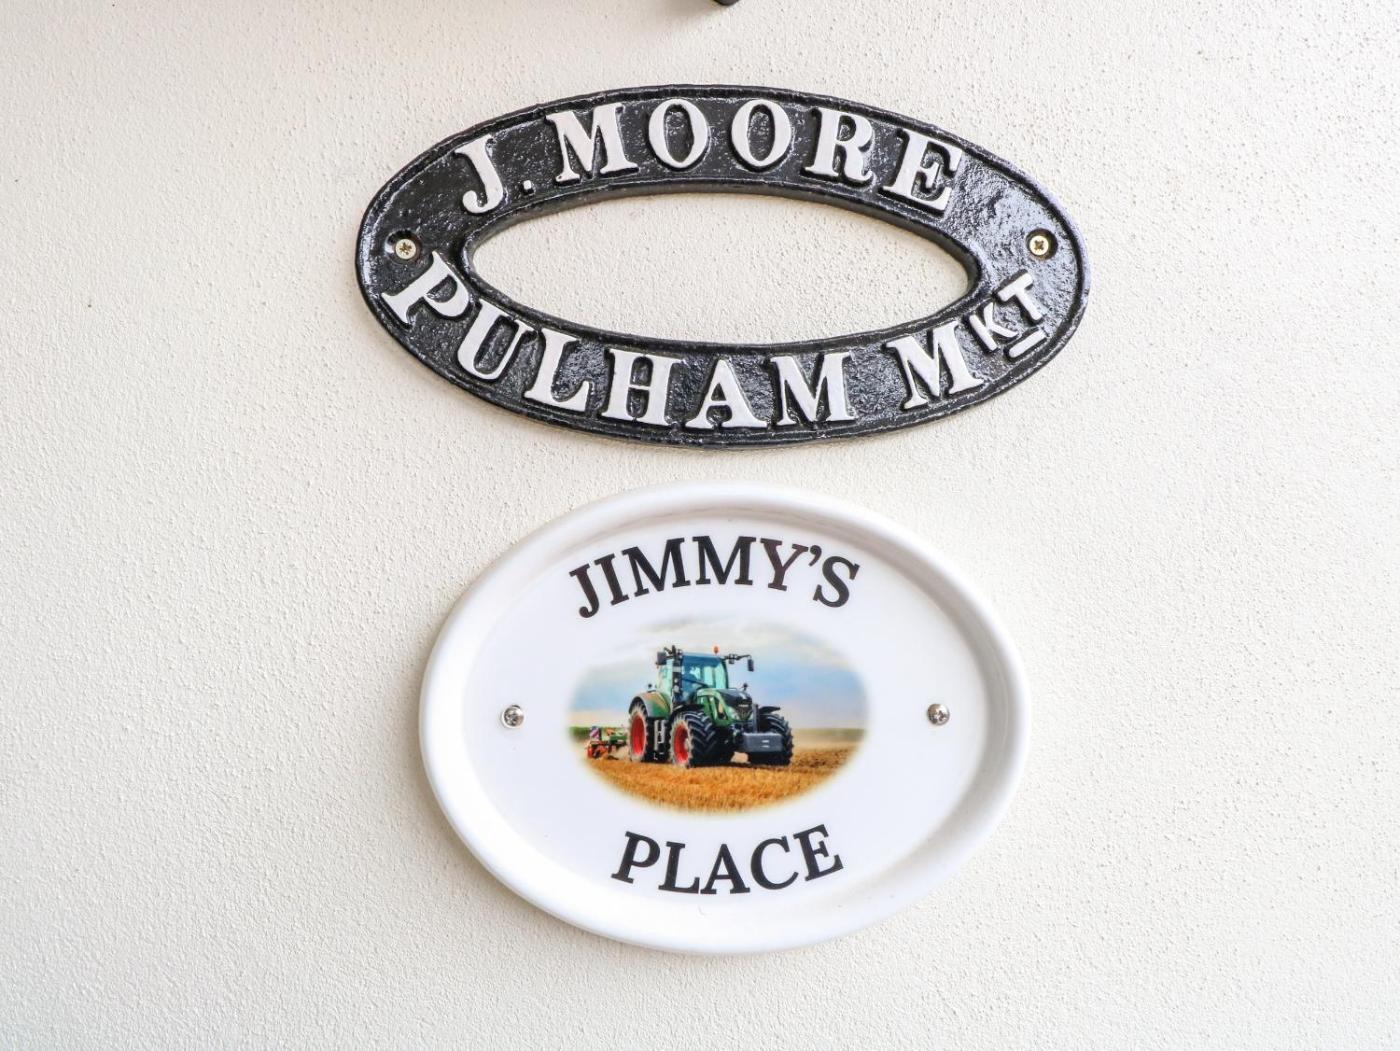 J. MOORE
PULHAM MKT
JIMMY'S
PLACE